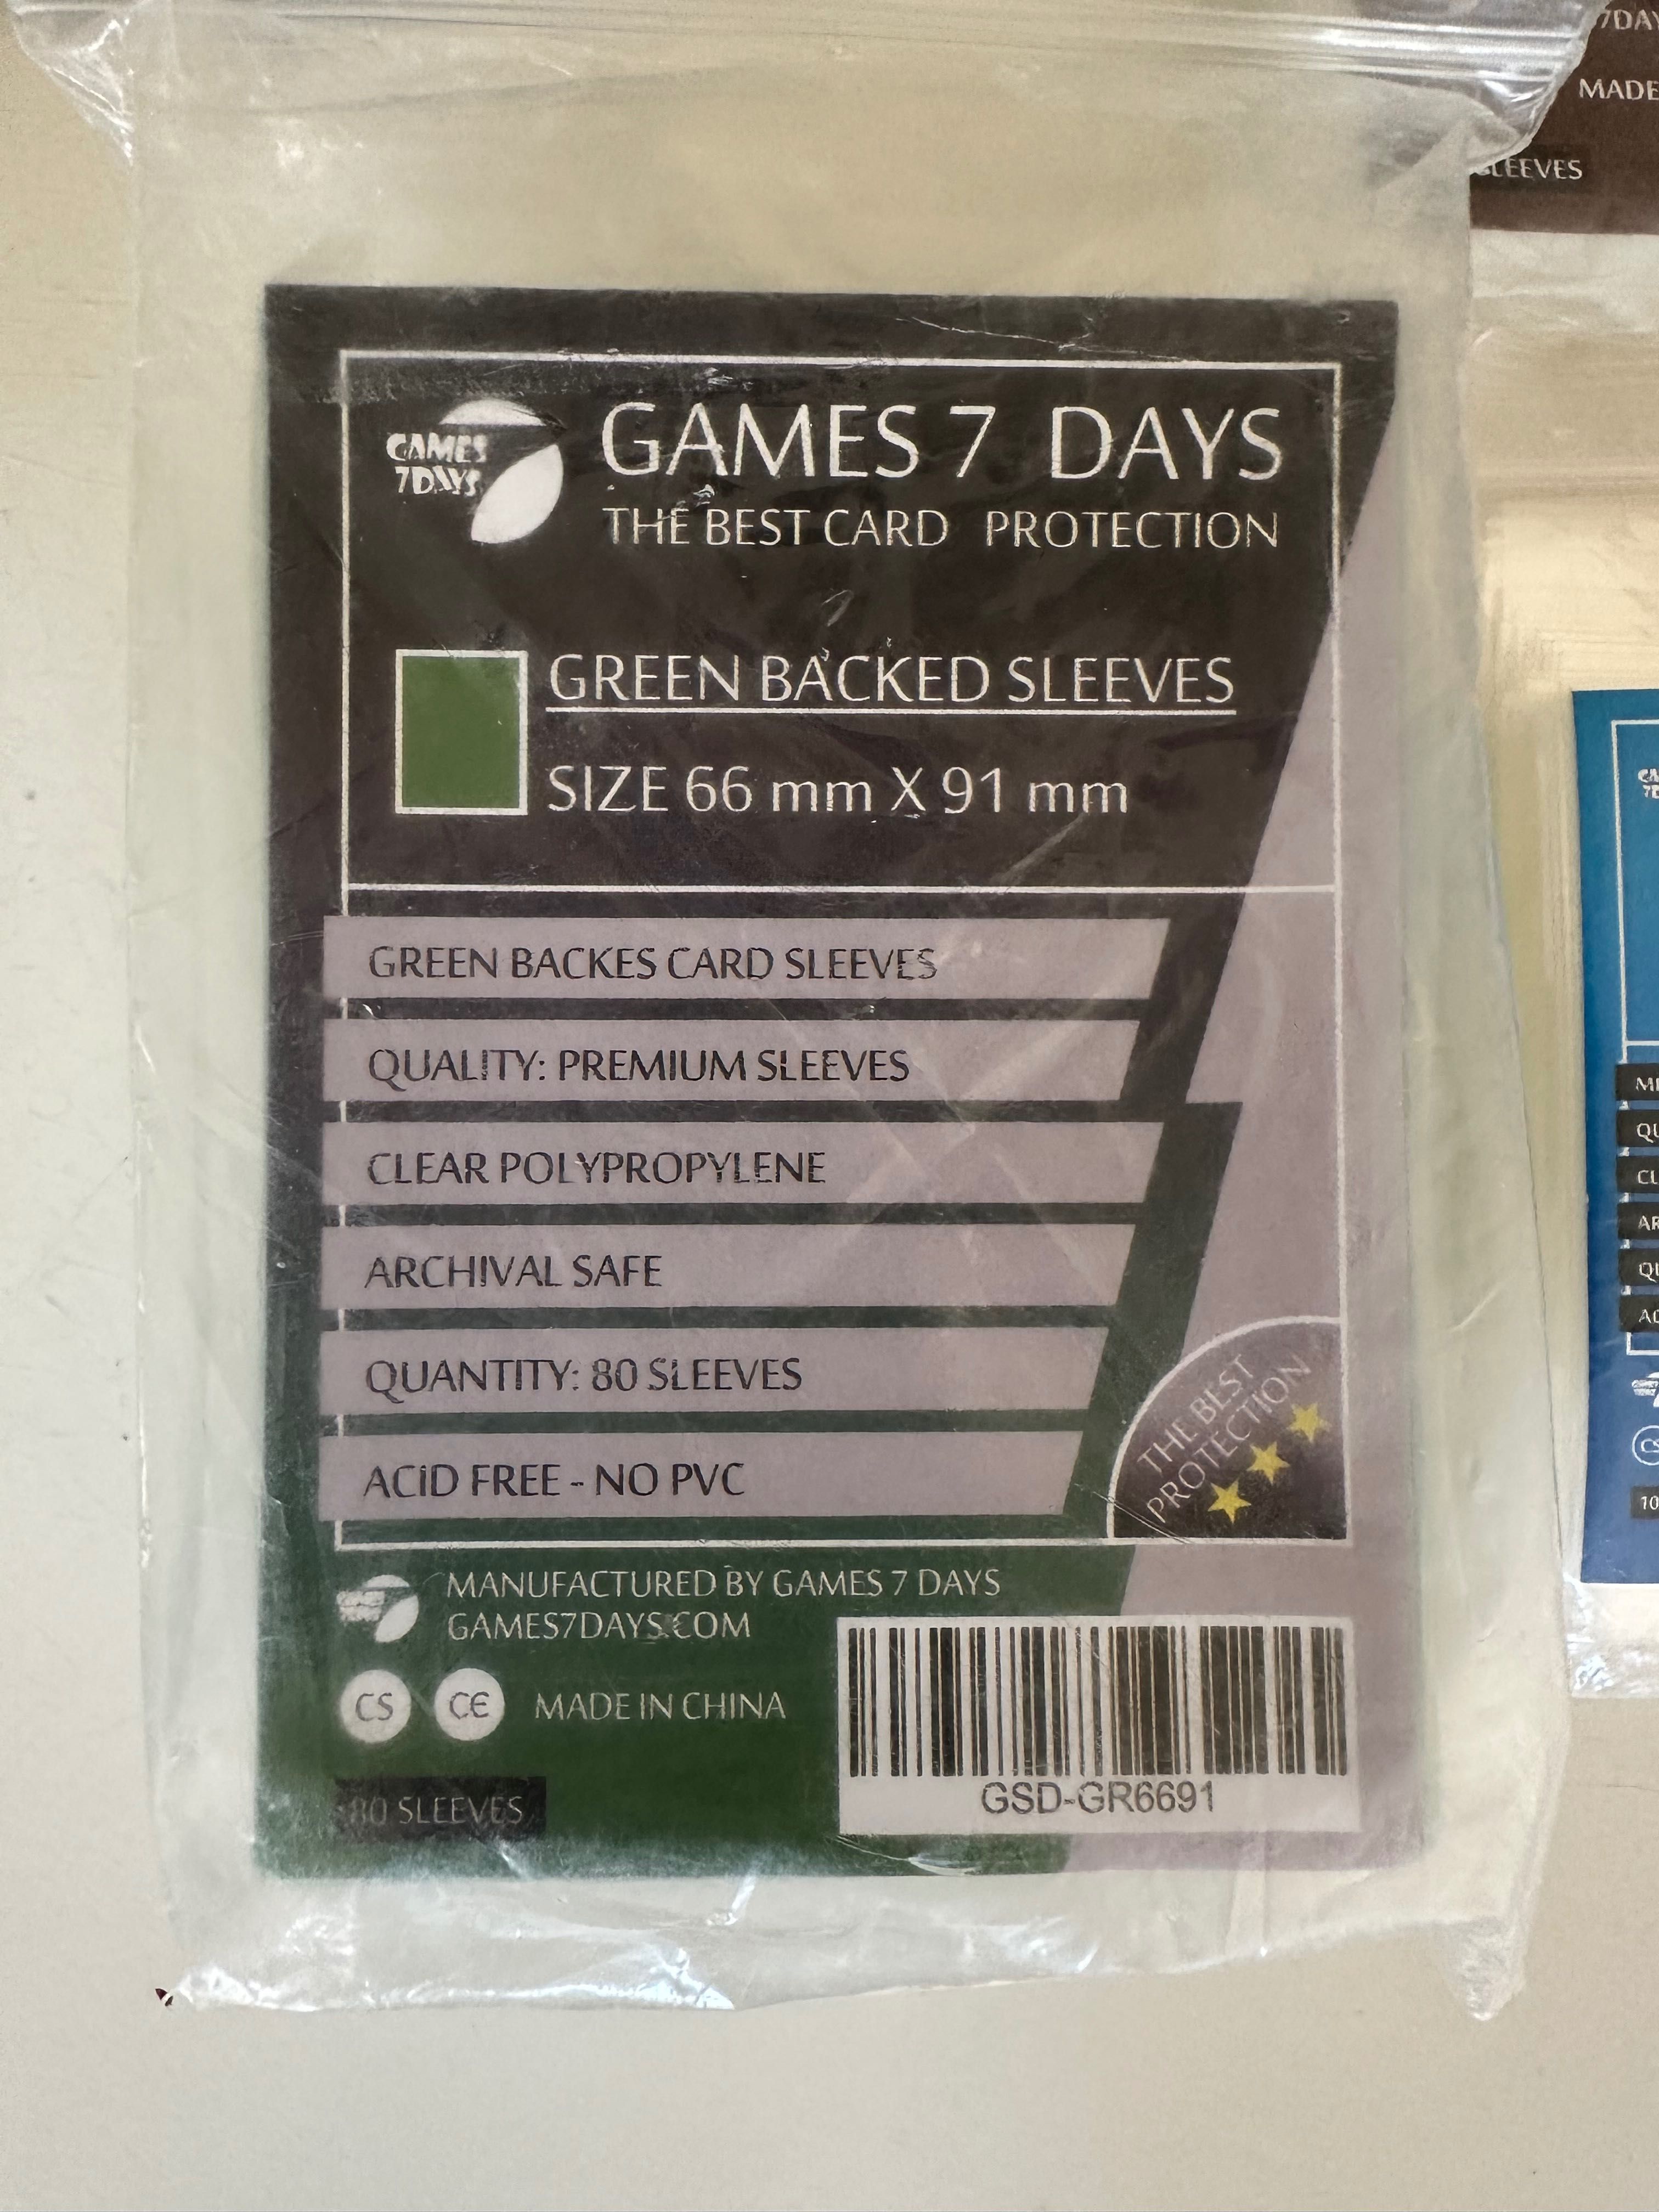 GAMES
7DAYS
GAMES 7 DAYS
THE BEST CARD PROTECTION
GREEN BACKED SLEEVES
SIZE 66 mm X 91 mm
GREEN BACKES CARD SLEEVES
QUALITY: PREMIUM SLEEVES
CLEAR POLYPROPYLENE
ARCHIVAL SAFE
QUANTITY: 80 SLEEVES
ACID FREE - NO PVC
THE BEST
PROTECTION
MANUFACTURED BY GAMES 7 DAYS
GAMES7DAYS.COM
CS CE MADE IN CHINA
80 SLEEVES
GSD-GR6691
MADE
SLEEVES